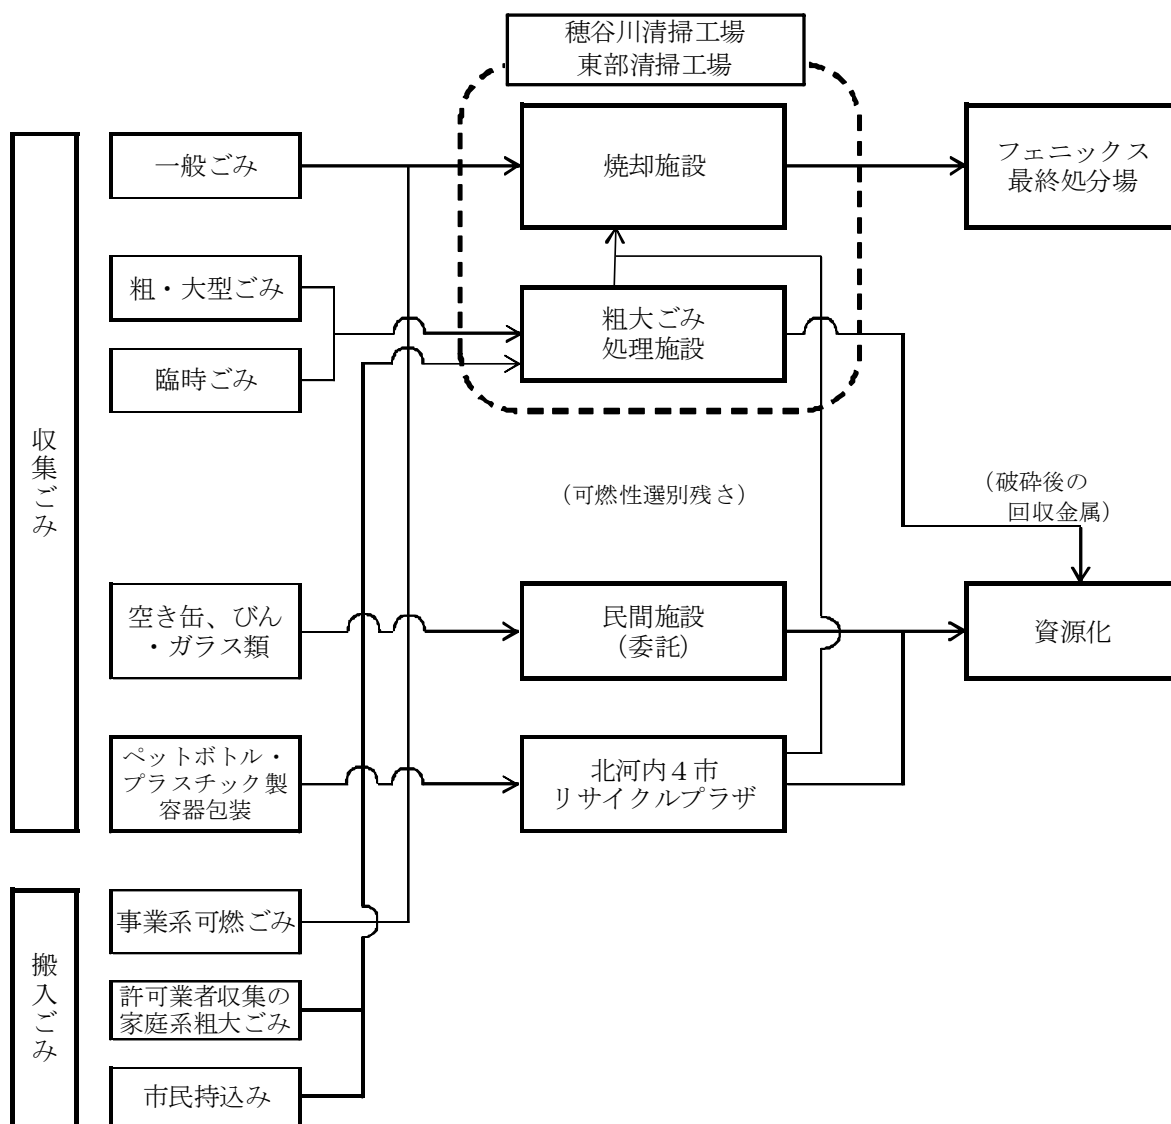 穂谷川清掃工場
東部清掃工場
収集ごみ
一般ごみ
焼却施設
フェニックス
最終処分場
粗・大型ごみ
臨時ごみ
粗大ごみ
処理施設
（可燃性選別残さ）
（破砕後の
回収金属）
空き缶、びん
・ガラス類
民間施設
（委託）
資源化
ペットボトル・
プラスチック製
容器包装
北河内４市
リサイクルプラザ
搬入ごみ
事業系可燃ごみ
許可業者収集の
家庭系粗大ごみ
市民持込み